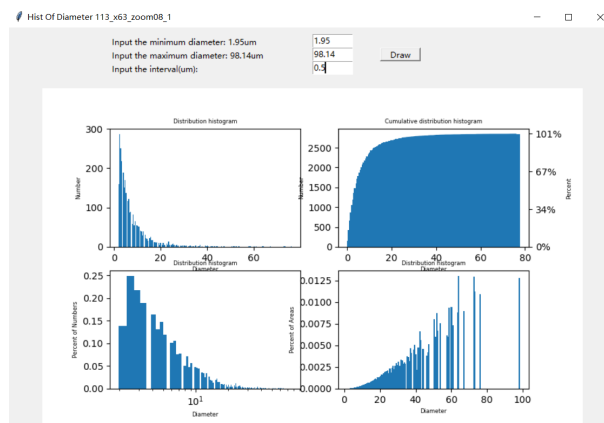 Hist Of Diameter 113_x63_zoom08_1
Input the minimum diameter: 1.95um
1.95
Input the maximum diameter: 98.14um
98.14
Draw
Input the interval(um):
0.5
Distribution histogram
Number
300
200
100
0
0 20 40 60
Diameter
Cumulative distribution histogram
Number
2500
2000
1500
1000
500
0
0 20 40 60 80
101%
67%
34%
0%
Percent
Diameter
Distribution histogram
Percent of Numbers
0.25
0.20
0.15
0.10
0.05
0.00
10¹
Diameter
Distribution histogram
Percent of Areas
0.0125
0.0100
0.0075
0.0050
0.0025
0.0000
0 20 40 60 80 100
Diameter